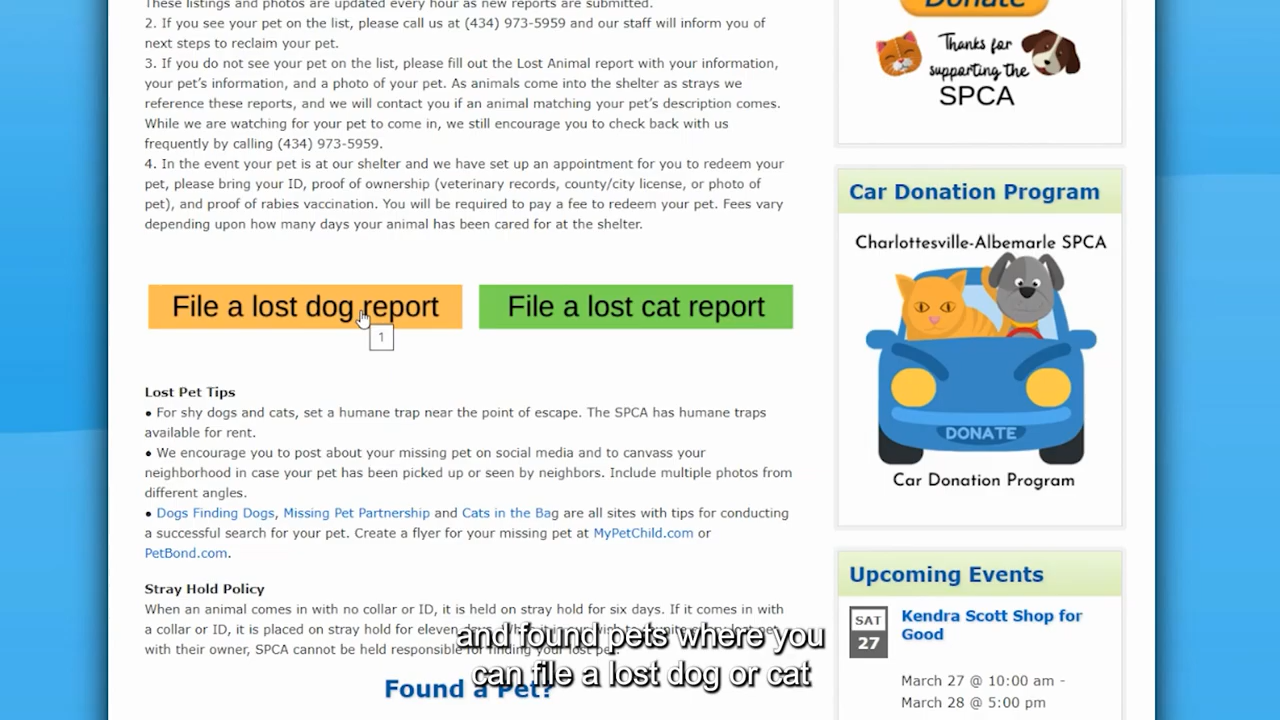 These listings and photos are updated every hour as new reports are submitted.
2. If you see your pet on the list, please call us at (434) 973-5959 and our staff will inform you of
next steps to reclaim your pet.
3. If you do not see your pet on the list, please fill out the Lost Animal report with your information,
your pet's information, and a photo of your pet. As animals come into the shelter as strays we
reference these reports, and we will contact you if an animal matching your pet's description comes.
While we are watching for your pet to come in, we still encourage you to check back with us
frequently by calling (434) 973-5959.
4. In the event your pet is at our shelter and we have set up an appointment for you to redeem your
pet, please bring your ID, proof of ownership (veterinary records, county/city license, or photo of
pet), and proof of rabies vaccination. You will be required to pay a fee to redeem your pet. Fees vary
depending upon how many days your animal has been cared for at the shelter.
File a lost dog report
File a lost cat report
1
Lost Pet Tips
• For shy dogs and cats, set a humane trap near the point of escape. The SPCA has humane traps
available for rent.
• We encourage you to post about your missing pet on social media and to canvass your
neighborhood in case your pet has been picked up or seen by neighbors. Include multiple photos from
different angles.
• Dogs Finding Dogs, Missing Pet Partnership and Cats in the Bag are all sites with tips for conducting
a successful search for your pet. Create a flyer for your missing pet at MyPetChild.com or
PetBond.com.
Stray Hold Policy
When an animal comes in with no collar or ID, it is held on stray hold for six days. If it comes in with
a collar or ID, it is placed on stray hold for eleven
with their owner, SPCA cannot be held responsible for finding your lost pet.
Found a Pet?
and found pets where you
can file a lost dog or cat
Donate
Thanks for
supporting the
SPCA
Car Donation Program
Charlottesville-Albemarle SPCA
DONATE
Car Donation Program
Upcoming Events
SAT
27
Kendra Scott Shop for
Good
March 27 @ 10:00 am -
March 28 @ 5:00 pm